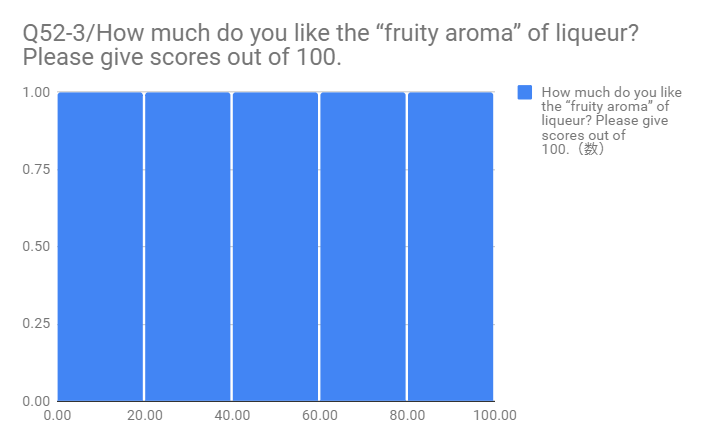 Q52-3/How much do you like the “fruity aroma” of liqueur?
Please give scores out of 100.
1.00
0.75
0.50
0.25
0.00
0.00 20.00 40.00 60.00 80.00 100.00
How much do you like
the “fruity aroma” of
liqueur? Please give
scores out of
100.（数）